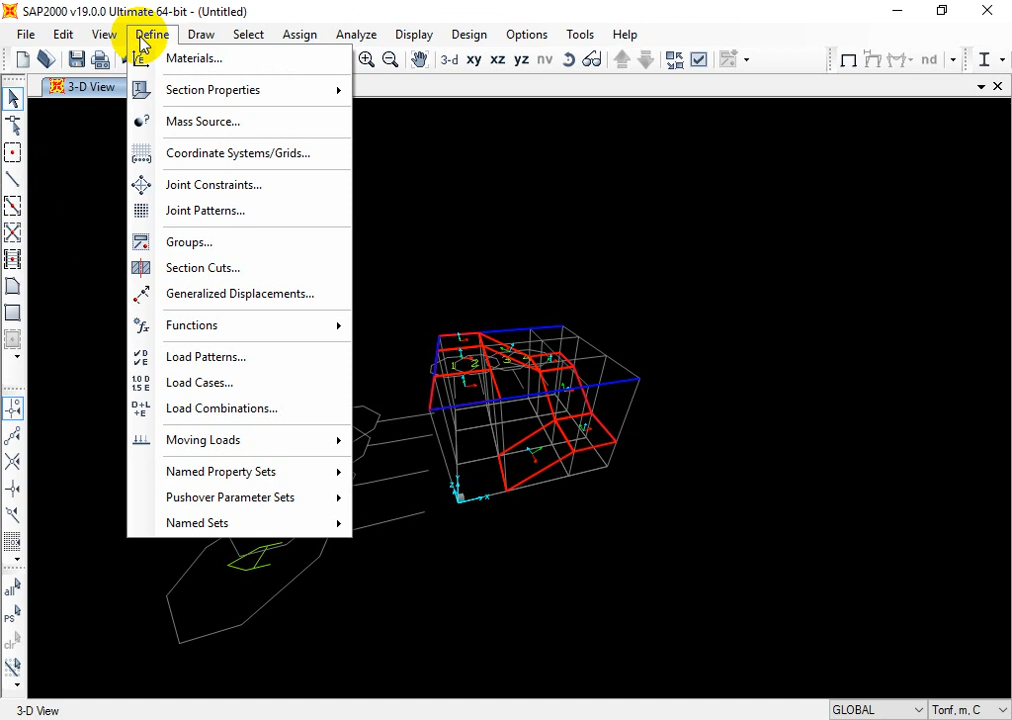 SAP2000 v19.0.0 Ultimate 64-bit - (Untitled)
File Edit View Define Draw Select Assign Analyze Display Design Options Tools Help
3-d xy xz yz nv nd
3-D View
Materials...
Section Properties
Mass Source...
Coordinate Systems/Grids...
Joint Constraints...
Joint Patterns...
Groups...
Section Cuts...
Generalized Displacements...
Functions
Load Patterns...
Load Cases...
Load Combinations...
Moving Loads
Named Property Sets
Pushover Parameter Sets
Named Sets
all
PS
clr
3-D View GLOBAL Tonf, m, C